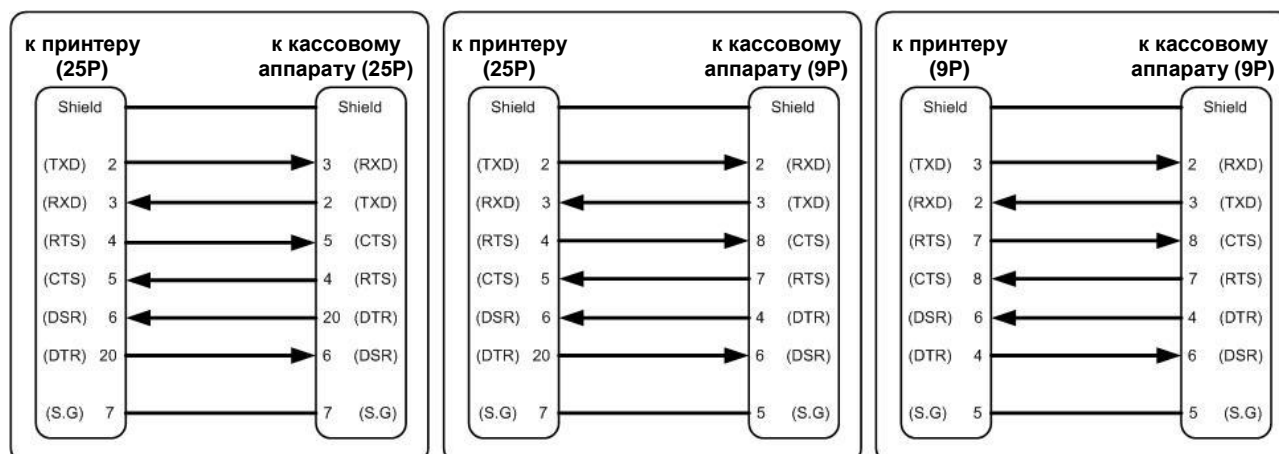 к принтеру (25P)
к кассовому аппарату (25P)
Shield Shield
(TXD) 2 3 (RXD)
(RXD) 3 2 (TXD)
(RTS) 4 5 (CTS)
(CTS) 5 4 (RTS)
(DSR) 6 20 (DTR)
(DTR) 20 6 (DSR)
(S.G) 7 7 (S.G)
к принтеру (25P)
к кассовому аппарату (9P)
Shield Shield
(TXD) 2 2 (RXD)
(RXD) 3 3 (TXD)
(RTS) 4 8 (CTS)
(CTS) 5 7 (RTS)
(DSR) 6 4 (DTR)
(DTR) 20 6 (DSR)
(S.G) 7 5 (S.G)
к принтеру (9P)
к кассовому аппарату (9P)
Shield Shield
(TXD) 3 2 (RXD)
(RXD) 2 3 (TXD)
(RTS) 7 8 (CTS)
(CTS) 8 7 (RTS)
(DSR) 6 4 (DTR)
(DTR) 4 6 (DSR)
(S.G) 5 5 (S.G)